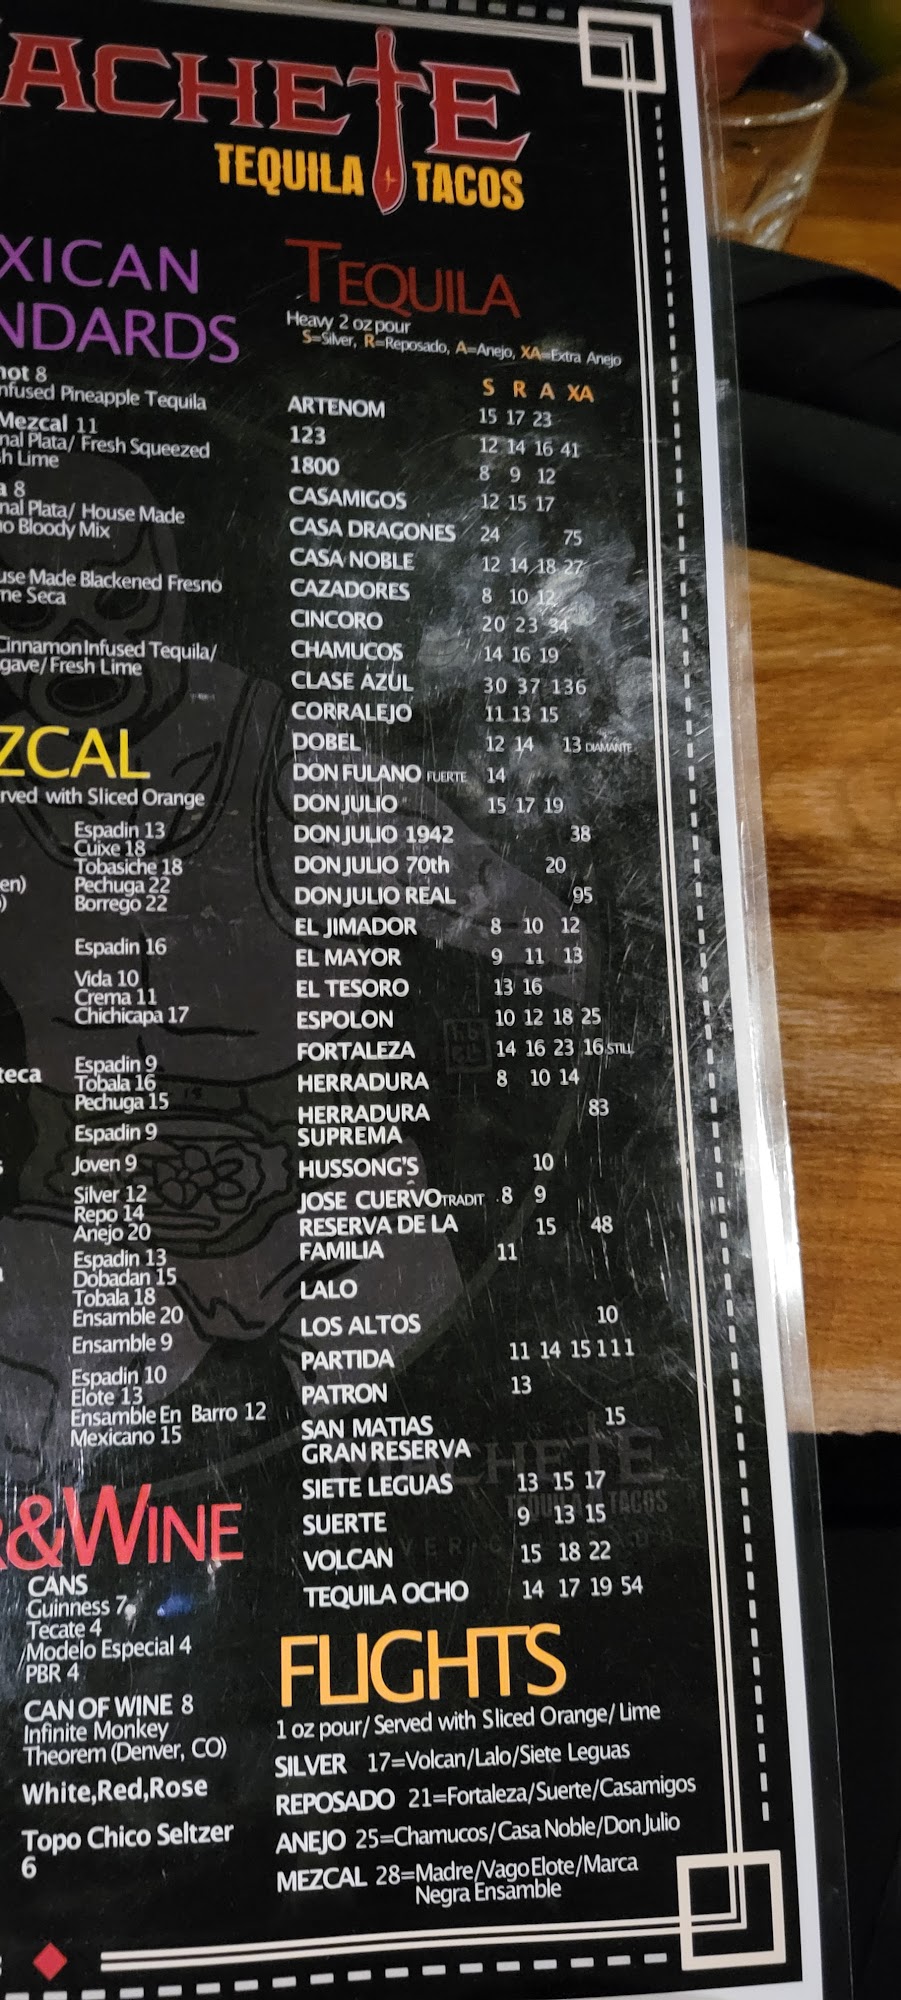 ACHETE
TEQUILA TACOS
XICAN
NDARDS
hot 8
nfused Pineapple Tequila
Mezcal 11
nal Plata/ Fresh Squeezed
sh Lime
a 8
nal Plata/ House Made
no Bloody Mix
use Made Blackened Fresno
ne Seca
Cinnamon Infused Tequila/
gave/Fresh Lime
ZCAL
rved with Sliced Orange
Espadin 13
Cuixe 18
Tobasiche 18
en) Pechuga 22
) Borrego 22
Espadin 16
Vida 10
Crema 11
Chichicapa 17
teca Espadin 9
Tobala 16
Pechuga 15
Espadin 9
s Joven 9
Silver 12
Repo 14
Anejo 20
Espadin 13
Dobadan 15
Tobala 18
Ensamble 20
Ensamble 9
Espadin 10
Elote 13
Ensamble En Barro 12
Mexicano 15
&WINE
CANS
Guinness 7
Tecate 4
Modelo Especial 4
PBR 4
CAN OF WINE 8
Infinite Monkey
Theorem (Denver, CO)
White,Red,Rose
Topo Chico Seltzer
6
TEQUILA
Heavy 2 oz pour
S=Silver, R=Reposado, A=Anejo, XA=Extra Anejo
S R A XA
ARTENOM 15 17 23
123 12 14 16 41
1800 8 9 12
CASAMIGOS 12 15 17
CASA DRAGONES 24 75
CASA NOBLE 12 14 18 27
CAZADORES 8 10 12
CINCORO 20 23 34
CHAMUCOS 14 16 19
CLASE AZUL 30 37 136
CORRALEJO 11 13 15
DOBEL 12 14 13 DIAMANTE
DON FULANO FUERTE 14
DON JULIO 15 17 19
DON JULIO 1942 38
DON JULIO 70th 20
DON JULIO REAL 95
EL JIMADOR 8 10 12
EL MAYOR 9 11 13
EL TESORO 13 16
ESPOLON 10 12 18 25
FORTALEZA 14 16 23 16 STILL
HERRADURA 8 10 14
HERRADURA 83
SUPREMA
HUSSONG'S 10
JOSE CUERVO TRADIT 8 9
RESERVA DE LA 15 48
FAMILIA 11
LALO
LOS ALTOS 10
PARTIDA 11 14 15 111
PATRON 13
SAN MATIAS 15
GRAN RESERVA
SIETE LEGUAS 13 15 17
SUERTE 9 13 15
VOLCAN 15 18 22
TEQUILA OCHO 14 17 19 54
FLIGHTS
1 oz pour/ Served with Sliced Orange/ Lime
SILVER 17=Volcan/Lalo/Siete Leguas
REPOSADO 21=Fortaleza/Suerte/Casamigos
ANEJO 25=Chamucos/Casa Noble/Don Julio
MEZCAL 28=Madre/Vago Elote/Marca
Negra Ensamble